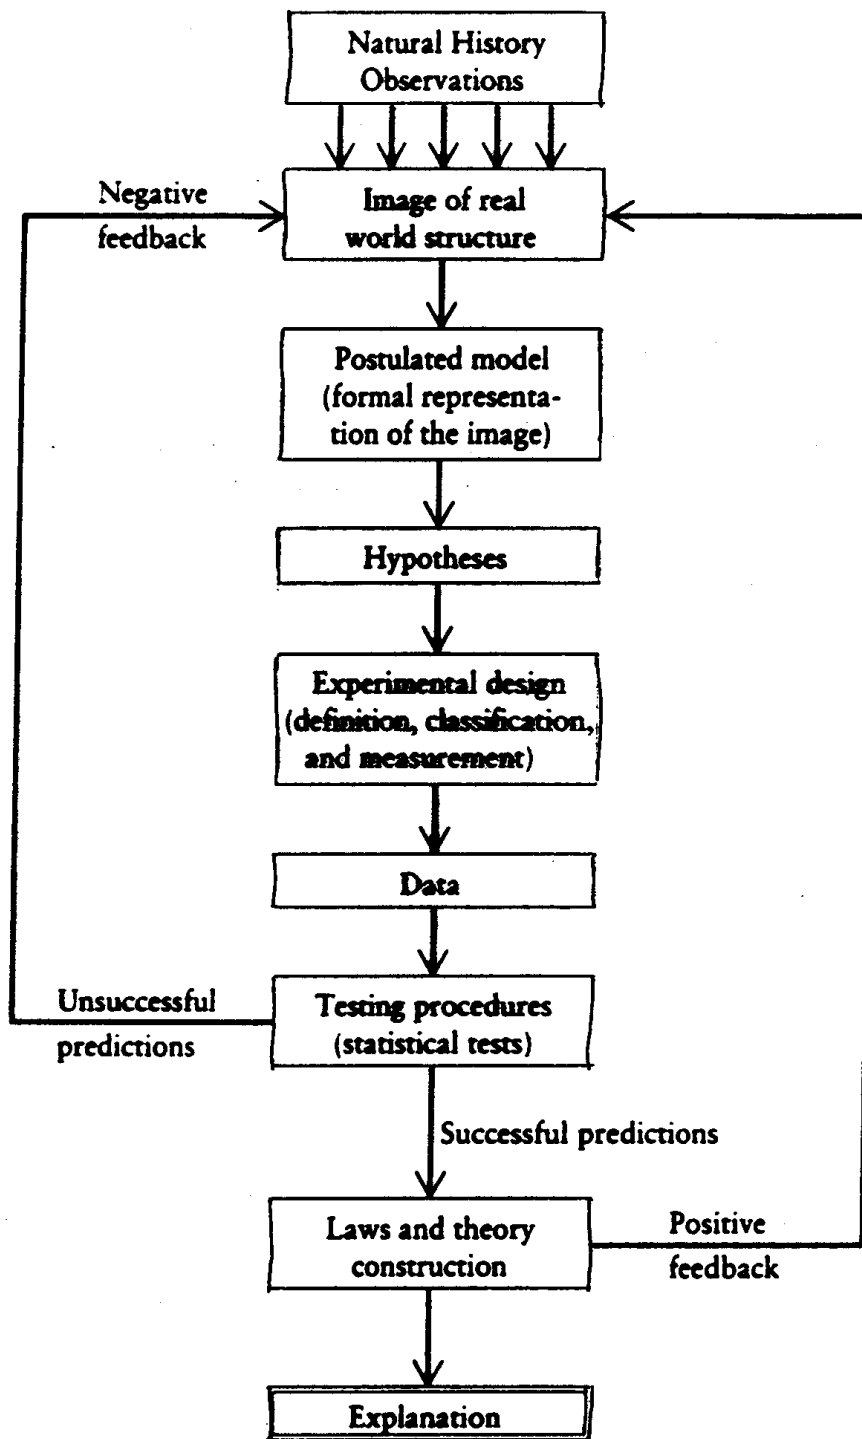 Natural History
Observations
Negative
feedback
Image of real
world structure
Postulated model
(formal representa-
tion of the image)
Hypotheses
Experimental design
(definition, classification,
and measurement)
Data
Unsuccessful
predictions
Testing procedures
(statistical tests)
Successful predictions
Laws and theory
construction
Positive
feedback
Explanation